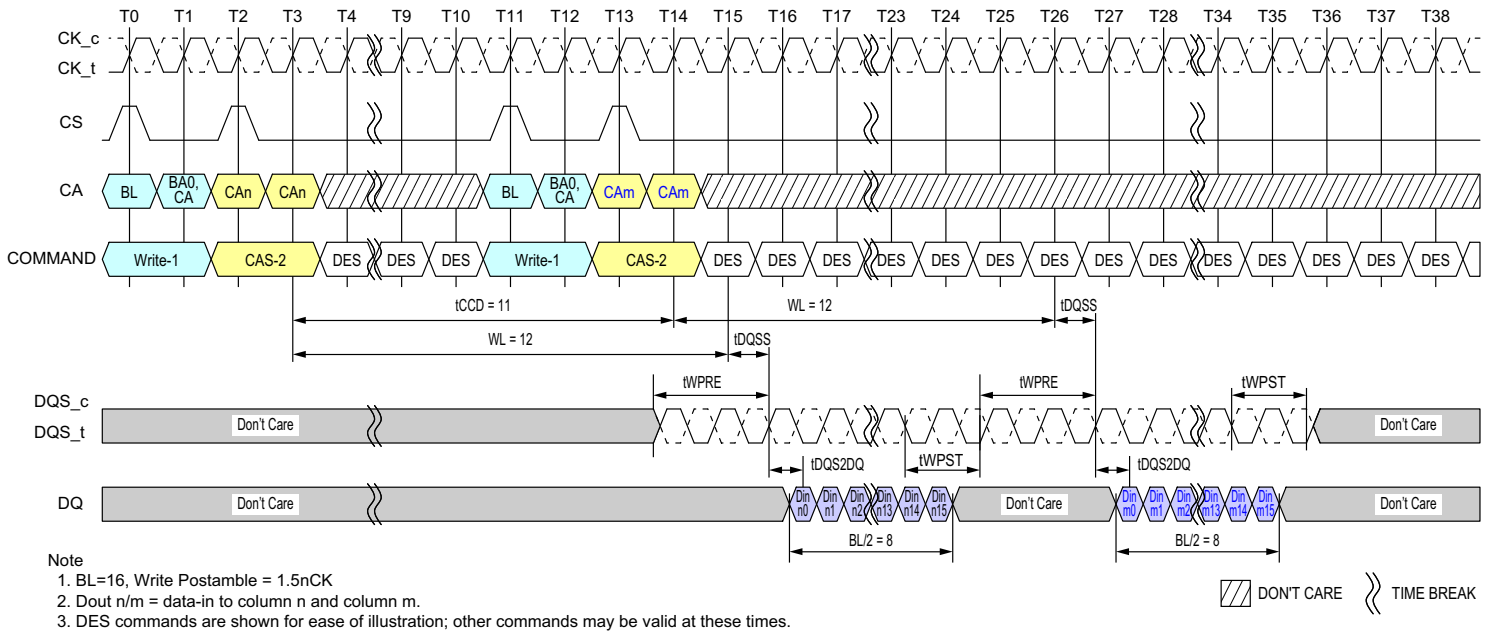 T0 T1 T2 T3 T4 T9 T10 T11 T12 T13 T14 T15 T16 T17 T23 T24 T25 T26 T27 T28 T34 T35 T36 T37 T38
CK_c
CK_t
CS
CA BL BA0, CA CAn CAn BL BA0, CA CAm CAm
COMMAND Write-1 CAS-2 DES DES DES Write-1 CAS-2 DES DES DES DES DES DES DES DES DES DES DES DES DES DES
tCCD = 11 WL = 12 tDQSS
WL = 12 tDQSS
tWPRE tWPRE tWPST
DQS_c
DQS_t Don't Care Don't Care
tDQS2DQ tWPST tDQS2DQ
DQ Don't Care Din n0 Din n1 Din n2 Din n13 Din n14 Din n15 Don't Care Din m0 Din m1 Din m2 Din m13 Din m14 Din m15 Don't Care
BL/2 = 8 BL/2 = 8
Note
1. BL=16, Write Postamble = 1.5nCK
2. Dout n/m = data-in to column n and column m.
3. DES commands are shown for ease of illustration; other commands may be valid at these times.
DON'T CARE TIME BREAK